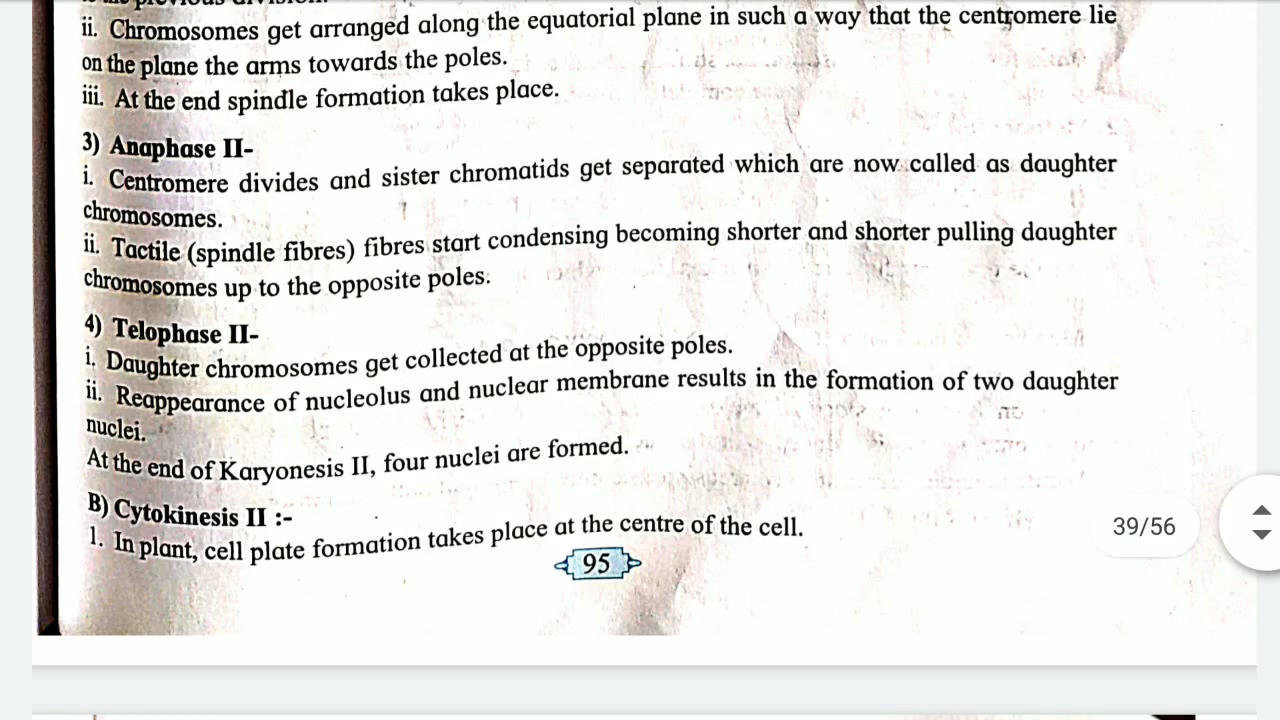 ii. Chromosomes get arranged along the equatorial plane in such a way that the centromere lie
on the plane the arms towards the poles.
iii. At the end spindle formation takes place.
3) Anaphase II-
i. Centromere divides and sister chromatids get separated which are now called as daughter
chromosomes.
ii. Tactile (spindle fibres) fibres start condensing becoming shorter and shorter pulling daughter
chromosomes up to the opposite poles.
4) Telophase II-
i. Daughter chromosomes get collected at the opposite poles.
ii. Reappearance of nucleolus and nuclear membrane results in the formation of two daughter
nuclei.
At the end of Karyonesis II, four nuclei are formed.
B) Cytokinesis II :-
1. In plant, cell plate formation takes place at the centre of the cell.
39/56
95